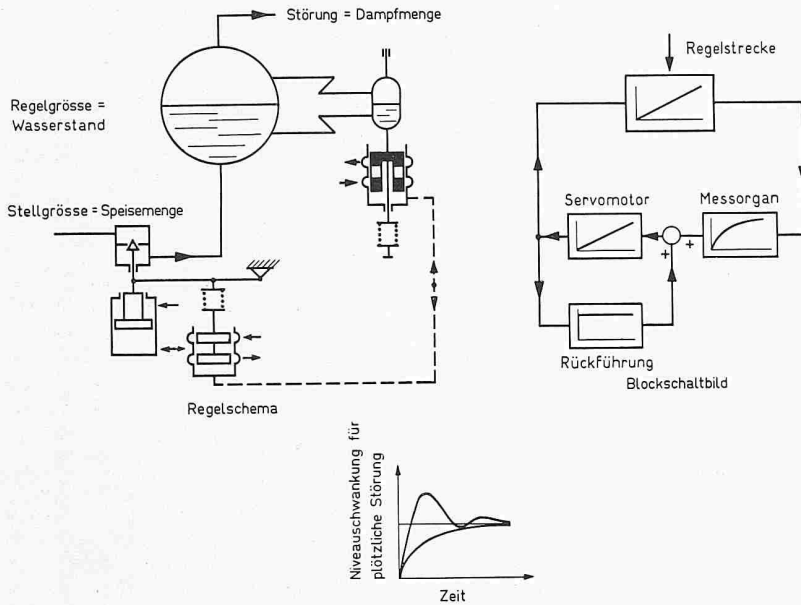 Störung = Dampfmenge
Regelgrösse =
Wasserstand
Stellgrösse = Speisemenge
Regelschema
Regelstrecke
Servomotor
Messorgan
+
+
Rückführung
Blockschaltbild
Niveauschwankung für
plötzliche Störung
Zeit